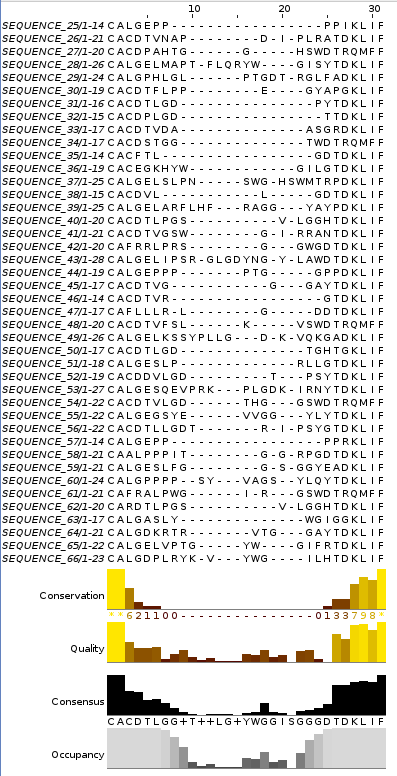 10 20 30
SEQUENCE_25/1-14 CALGEPP-----------------PPIKLIF
SEQUENCE_26/1-21 CACDTVNAP--------D-I-PLRATDKLIF
SEQUENCE_27/1-20 CACDPAHTG------G-----HSWDTRQMFF
SEQUENCE_28/1-26 CALGELMAPT-FLQRYW----GISYTDKLIF
SEQUENCE_29/1-24 CALGPHLGL------PTGDT-RGLFADKLIF
SEQUENCE_30/1-19 CACDTFLPP--------E----GYAPGKLIF
SEQUENCE_31/1-16 CACDTLGD---------------PYTDKLIF
SEQUENCE_32/1-15 CACDPLGD----------------TTDKLIF
SEQUENCE_33/1-17 CACDTVDA--------------ASGRDKLIF
SEQUENCE_34/1-17 CACDSTGG--------------TWDTRQMFF
SEQUENCE_35/1-14 CACFTL-----------------GDTDKLIF
SEQUENCE_36/1-19 CACEGKHYW------------GILGTDKLIF
SEQUENCE_37/1-25 CALGELSLPN-----SWG-HSWMTRPDKLIF
SEQUENCE_38/1-15 CACDVL-----------L-----GDTDKLIF
SEQUENCE_39/1-25 CALGELARFLHF---RAGG---YAYPDKLIF
SEQUENCE_40/1-20 CACDTLPGS----------V-LGGHTDKLIF
SEQUENCE_41/1-21 CACDTVGSW--------G-I-RRANTDKLIF
SEQUENCE_42/1-20 CAFRRLPRS--------G---GWGDTDKLIF
SEQUENCE_43/1-28 CALGELIPSR-GLGDYNG-Y-LAWDTDKLIF
SEQUENCE_44/1-19 CALGEPPP-------PTG-----GPPDKLIF
SEQUENCE_45/1-17 CACDTVG-----------G---GAYTDKLIF
SEQUENCE_46/1-14 CACDTVR-----------------GTDKLIF
SEQUENCE_47/1-17 CAFLLLR-L--------G-----DDTDKLIF
SEQUENCE_48/1-20 CACDTVFSL------K-----VSWDTRQMFF
SEQUENCE_49/1-26 CALGELKSSYPLLG---D-K-VQKGADKLIF
SEQUENCE_50/1-17 CACDTLGD--------------TGHTGKLIF
SEQUENCE_51/1-18 CALGESLP-------------RLLGTDKLIF
SEQUENCE_52/1-19 CACDDVLGD---------T---PSYTDKLIF
SEQUENCE_53/1-27 CALGESQEVPRK---PLGDK-IRNYTDKLIF
SEQUENCE_54/1-22 CACDTVLGD------THG---GSWDTRQMFF
SEQUENCE_55/1-22 CALGEGSYE------VVGG---YLYTDKLIF
SEQUENCE_56/1-22 CACDTLLGDT-------R-I-PSYGTDKLIF
SEQUENCE_57/1-14 CALGEPP-----------------PPRKLIF
SEQUENCE_58/1-21 CAALPPPIT--------G-G-RPGDTDKLIF
SEQUENCE_59/1-21 CALGESLFG--------G-S-GGYEADKLIF
SEQUENCE_60/1-24 CALGPPPP--SY---VAGS--YLQYTDKLIF
SEQUENCE_61/1-21 CAFRALPWG------I-R---GSWDTRQMFF
SEQUENCE_62/1-20 CARDTLPGS----------V-LGGHTDKLIF
SEQUENCE_63/1-17 CALGASLY--------------WGIGGKLIF
SEQUENCE_64/1-21 CALGDKRTR-------VTG---GAYTDKLIF
SEQUENCE_65/1-22 CALGELVPTG-----YW----GIFRTDKLIF
SEQUENCE_66/1-23 CALGDPLRYK-V---YWG----ILHTDKLIF
Conservation
**621100---------------0133798*
Quality
Consensus
CACDTLGG+T++LG+YWGGISGGGDTDKLIF
Occupancy